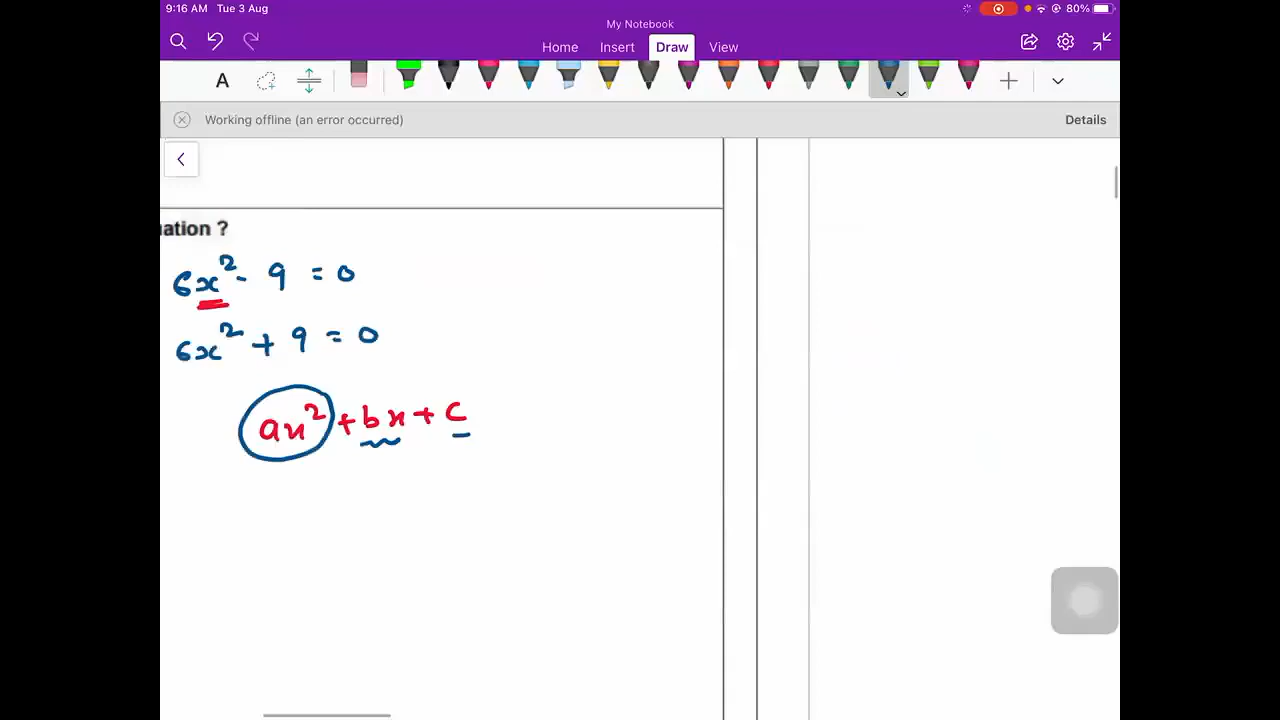 9:16 AM Tue 3 Aug
80%
My Notebook
Home Insert Draw View
A
Working offline (an error occurred)
Details
ation ?
6x² - 9 = 0
6x² + 9 = 0
ax² + bx + c